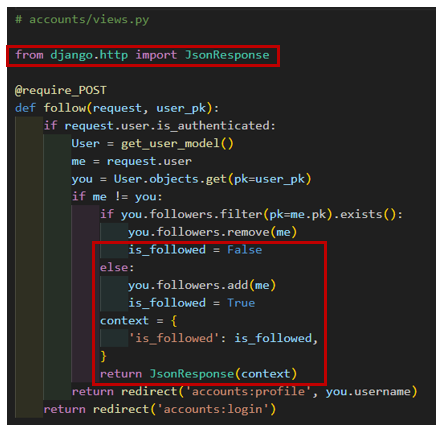 # accounts/views.py
from django.http import JsonResponse
@require_POST
def follow(request, user_pk):
    if request.user.is_authenticated:
        User = get_user_model()
        me = request.user
        you = User.objects.get(pk=user_pk)
        if me != you:
            if you.followers.filter(pk=me.pk).exists():
                you.followers.remove(me)
                is_followed = False
            else:
                you.followers.add(me)
                is_followed = True
            context = {
                'is_followed': is_followed,
            }
            return JsonResponse(context)
        return redirect('accounts:profile', you.username)
    return redirect('accounts:login')